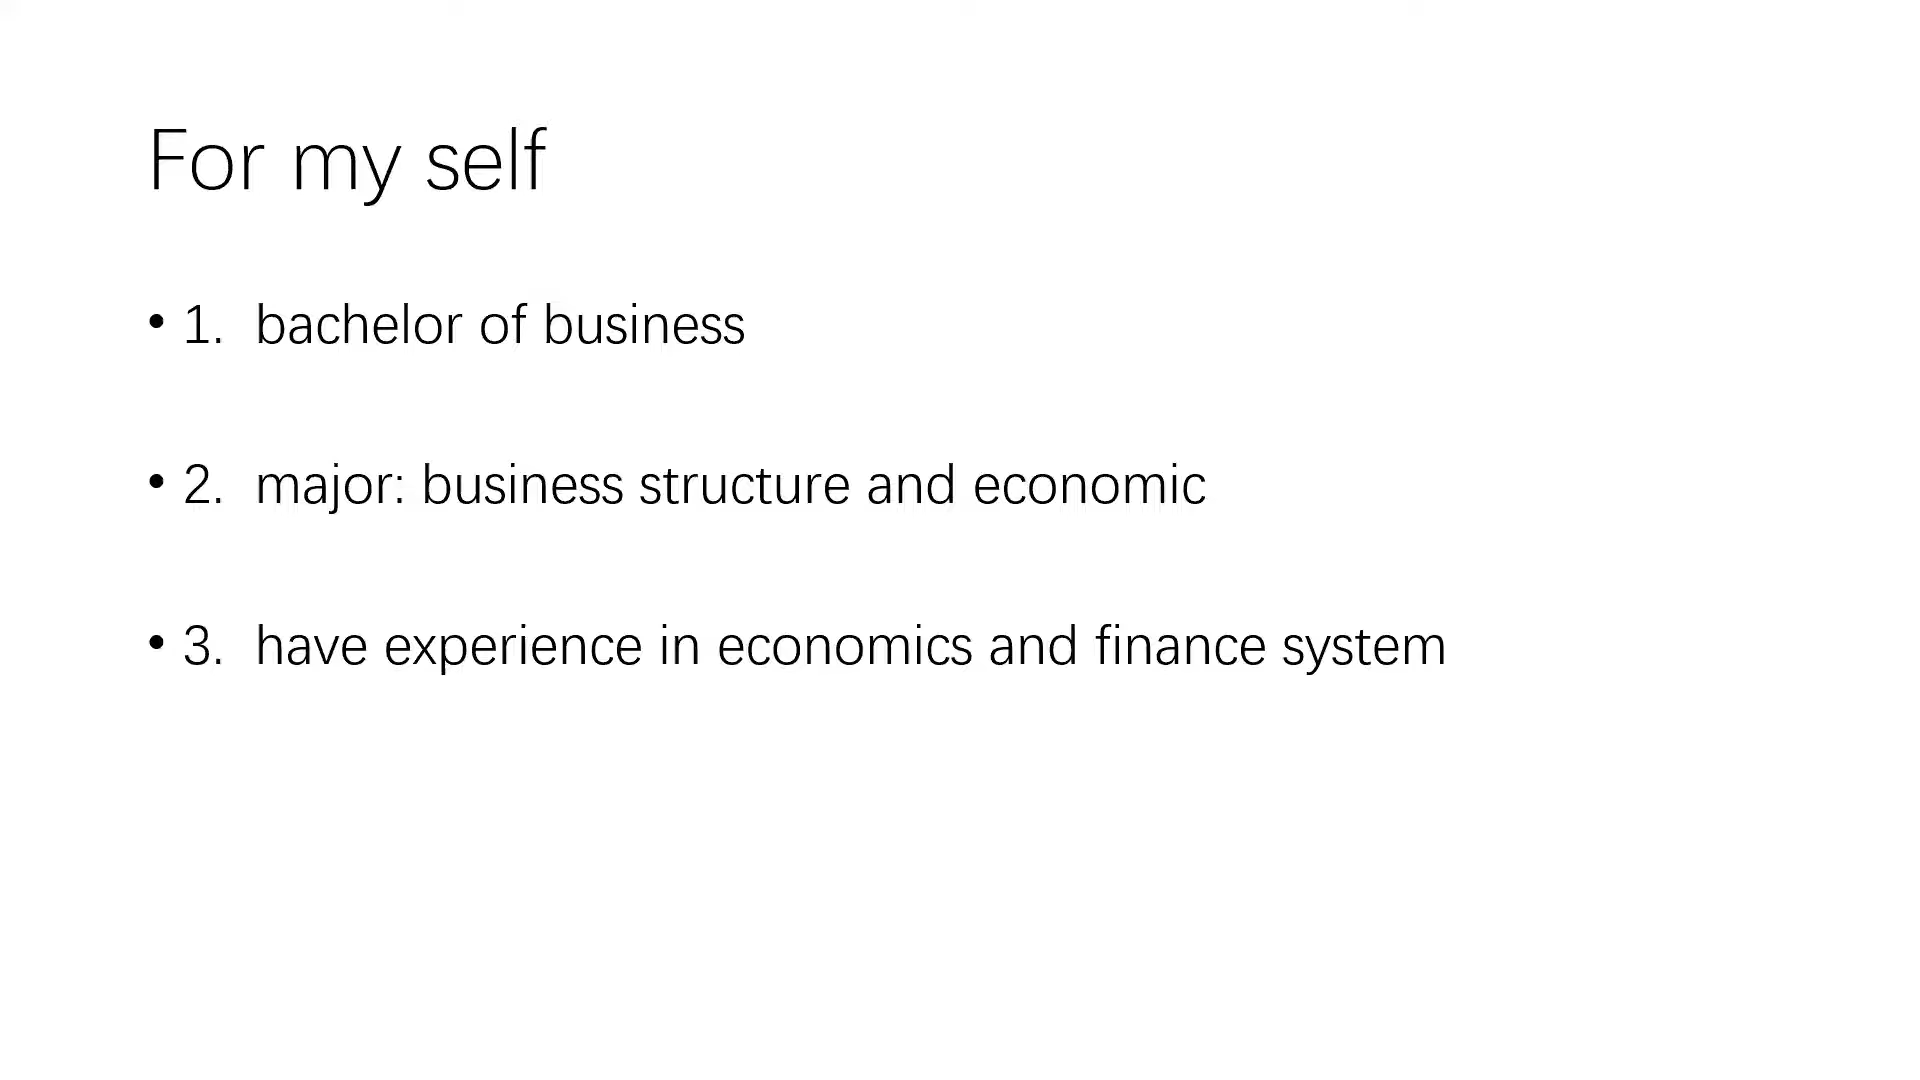 For my self
• 1. bachelor of business
• 2. major: business structure and economic
• 3. have experience in economics and finance system